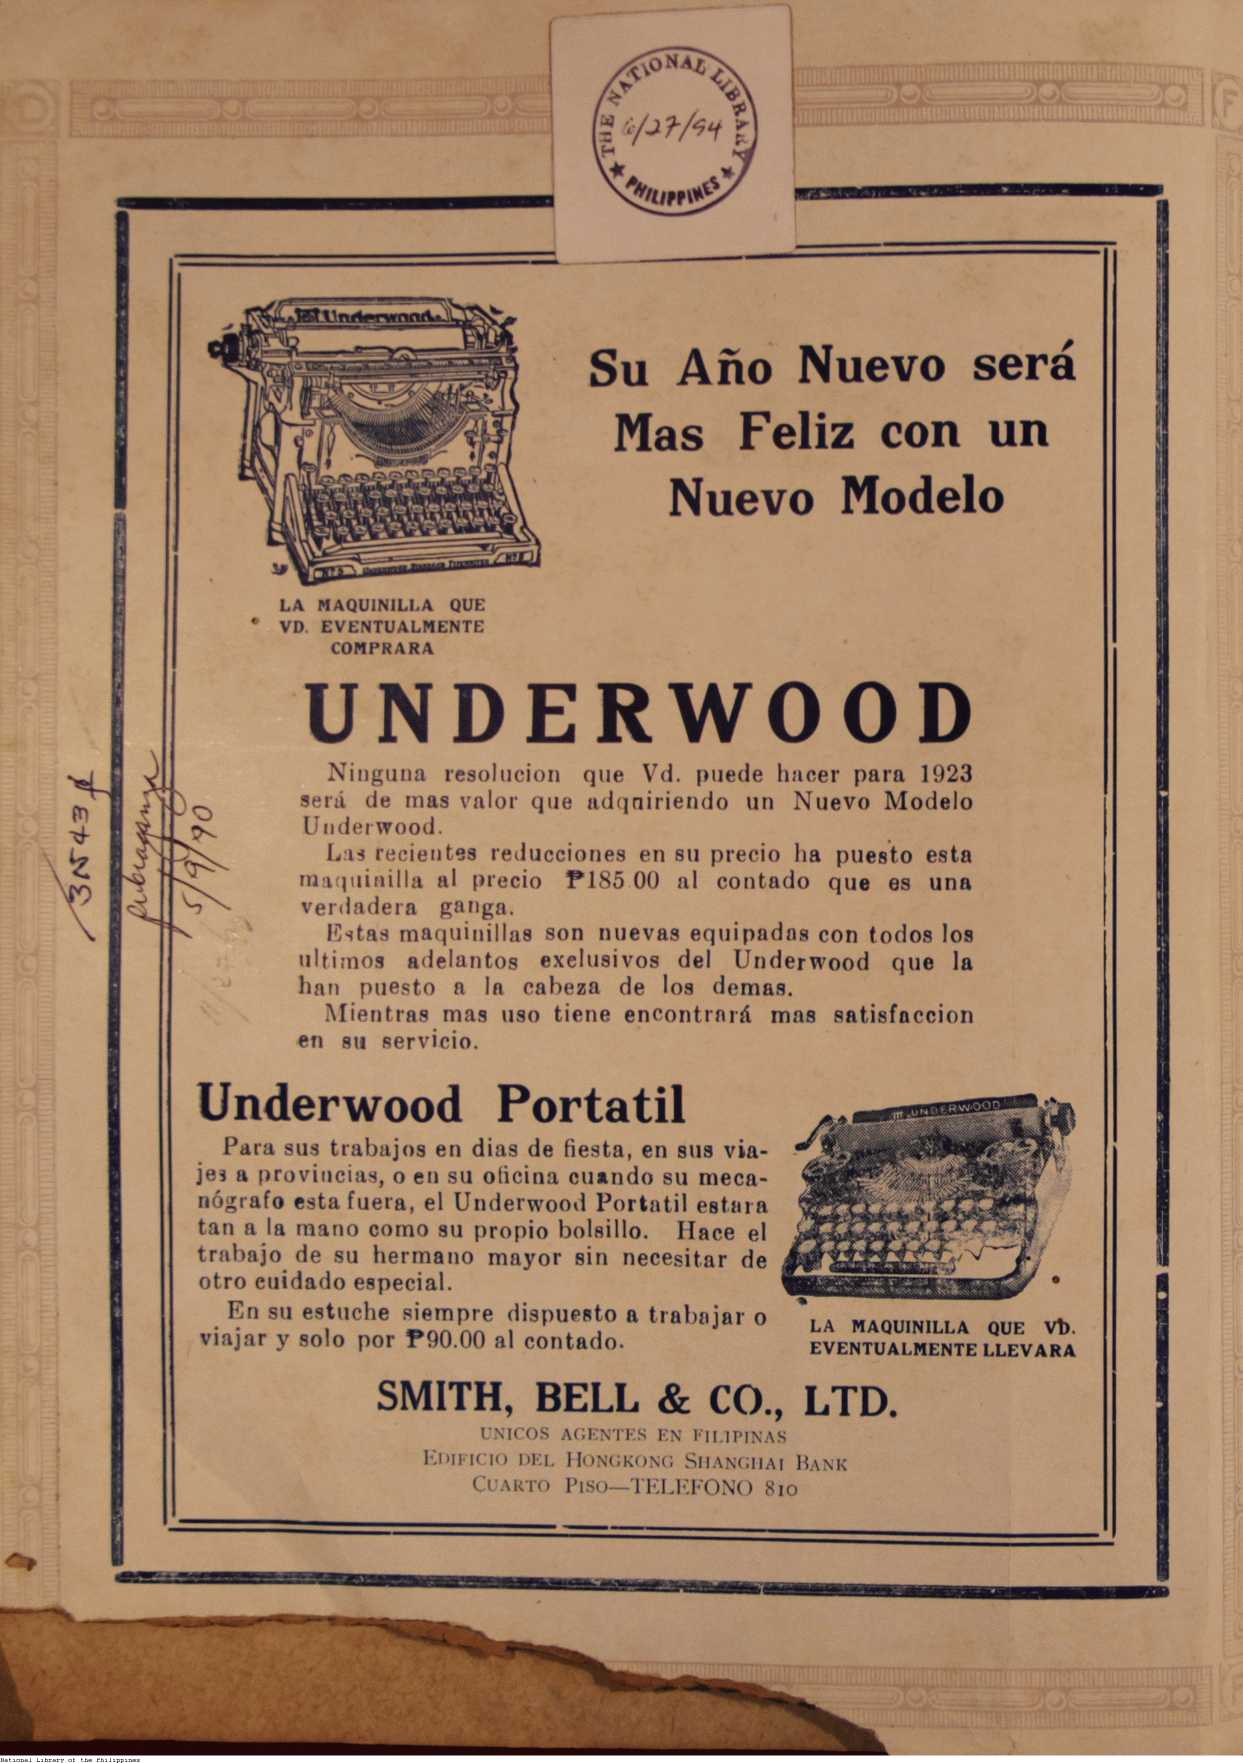 THE NATIONAL LIBRARY
6/27/94
★ PHILIPPINES ★
Underwood
Su Año Nuevo será
Mas Feliz con un
Nuevo Modelo
LA MAQUINILLA QUE
VD. EVENTUALMENTE
COMPRARA
UNDERWOOD
Ninguna resolucion que Vd. puede hacer para 1923
será de mas valor que adqniriendo un Nuevo Modelo
Underwood.
Las recientes reducciones en su precio ha puesto esta
maquinilla al precio ₱185.00 al contado que es una
verdadera ganga.
Estas maquinillas son nuevas equipadas con todos los
ultimos adelantos exelusivos del Underwood que la
han puesto a la cabeza de los demas.
Mientras mas uso tiene encontrará mas satisfaccion
en su servicio.
3N43
5/9/90
Underwood Portatil
Para sus trabajos en dias de fiesta, en sus via-
jes a provincias, o en su oficina cuando su meca-
nógrafo esta fuera, el Underwood Portatil estara
tan a la mano como su propio bolsillo. Hace el
trabajo de su hermano mayor sin necesitar de
otro cuidado especial.
En su estuche siempre dispuesto a trabajar o
viajar y solo por ₱90.00 al contado.
UNDERWOOD
LA MAQUINILLA QUE VD.
EVENTUALMENTE LLEVARA
SMITH, BELL & CO., LTD.
UNICOS AGENTES EN FILIPINAS
EDIFICIO DEL HONGKONG SHANGHAI BANK
CUARTO PISO—TELEFONO 810
National Library of the Philippines